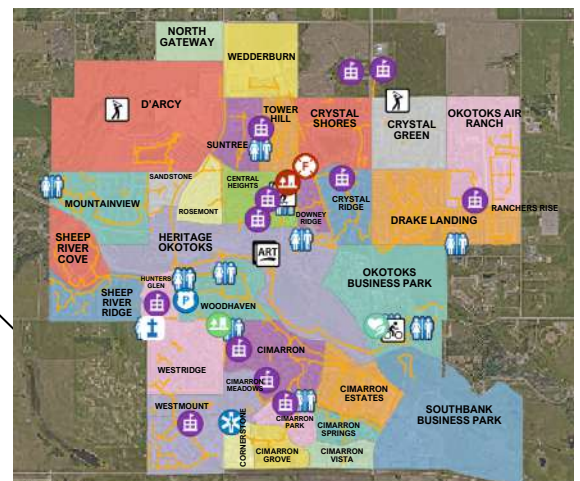 NORTH
GATEWAY
WEDDERBURN
D'ARCY
TOWER
HILL
CRYSTAL
SHORES
CRYSTAL
GREEN
OKOTOKS AIR
RANCH
SUNTREE
F
SANDSTONE
CENTRAL
HEIGHTS
MOUNTAINVIEW
ROSEMONT
DOWNEY
RIDGE
CRYSTAL
RIDGE
RANCHERS RISE
DRAKE LANDING
SHEEP
RIVER
COVE
HERITAGE
OKOTOKS
ART
OKOTOKS
BUSINESS PARK
HUNTERS
GLEN
SHEEP
RIVER
RIDGE
P
WOODHAVEN
CIMARRON
WESTRIDGE
CIMARRON
MEADOWS
CIMARRON
ESTATES
WESTMOUNT
CORNERSTONE
CIMARRON
PARK
CIMARRON
SPRINGS
SOUTHBANK
BUSINESS PARK
CIMARRON
GROVE
CIMARRON
VISTA